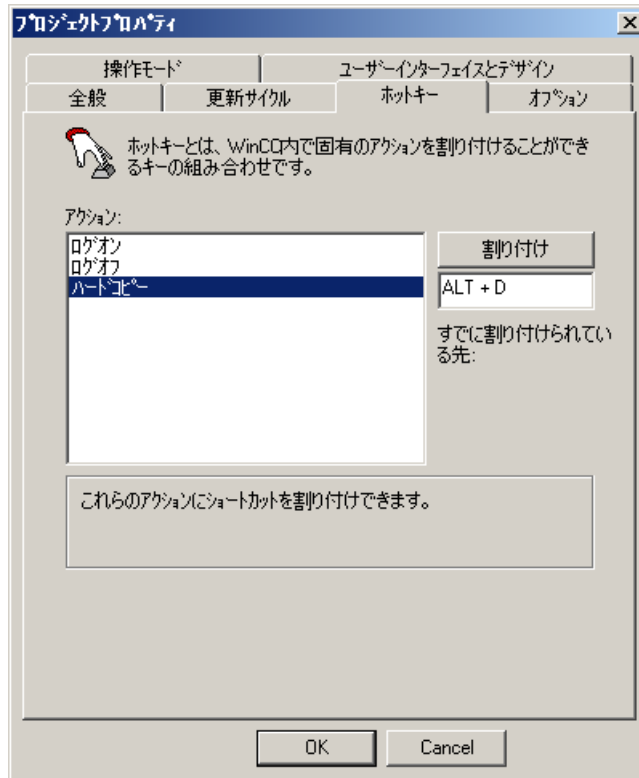 プロジェクトプロパティ
操作モード
ユーザーインターフェイスとデザイン
全般
更新サイクル
ホットキー
オプション
ホットキーとは、WinCC内で固有のアクションを割り付けることができ
るキーの組み合わせです。
アクション:
ログオン
ログオフ
ハードコピー
割り付け
ALT + D
すでに割り付けられてい
る先:
これらのアクションにショートカットを割り付けできます。
OK
Cancel